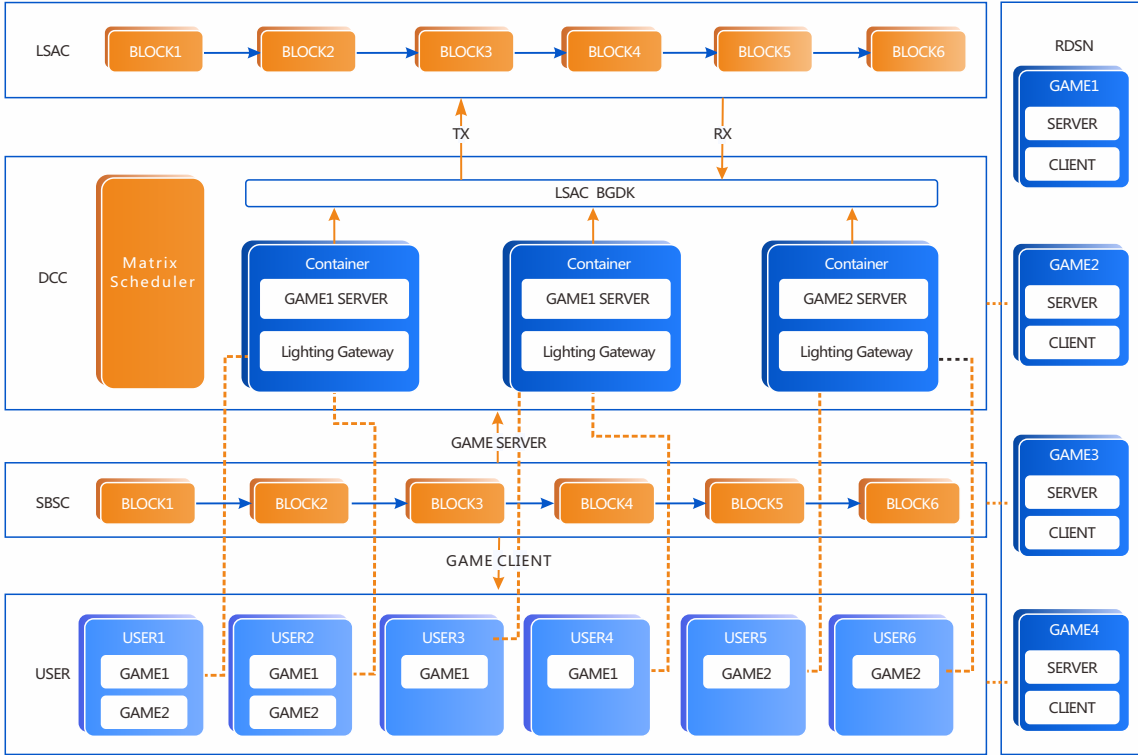 LSAC
BLOCK1
BLOCK2
BLOCK3
BLOCK4
BLOCK5
BLOCK6
TX
RX
DCC
Matrix
Scheduler
LSAC BGDK
Container
GAME1 SERVER
Lighting Gateway
Container
GAME1 SERVER
Lighting Gateway
Container
GAME2 SERVER
Lighting Gateway
GAME SERVER
SBSC
BLOCK1
BLOCK2
BLOCK3
BLOCK4
BLOCK5
BLOCK6
GAME CLIENT
USER
USER1
GAME1
GAME2
USER2
GAME1
GAME2
USER3
GAME1
USER4
GAME1
USER5
GAME2
USER6
GAME2
RDSN
GAME1
SERVER
CLIENT
GAME2
SERVER
CLIENT
GAME3
SERVER
CLIENT
GAME4
SERVER
CLIENT